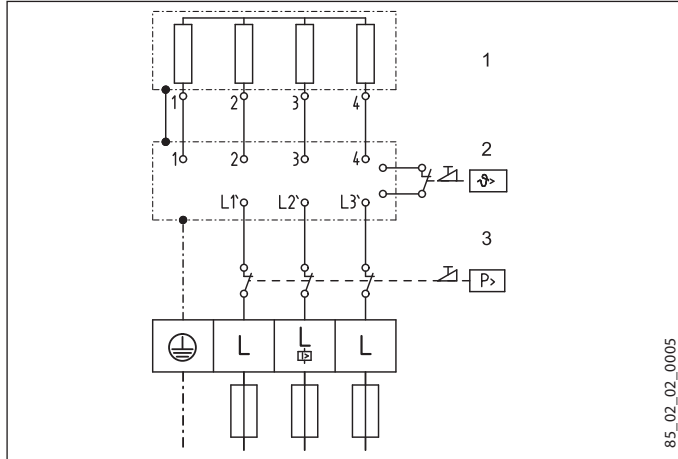 1
1 2 3 4
2
1 2 3 4
ϑ>
L1` L2` L3`
3
P>
L L L
I>
85_02_02_0005